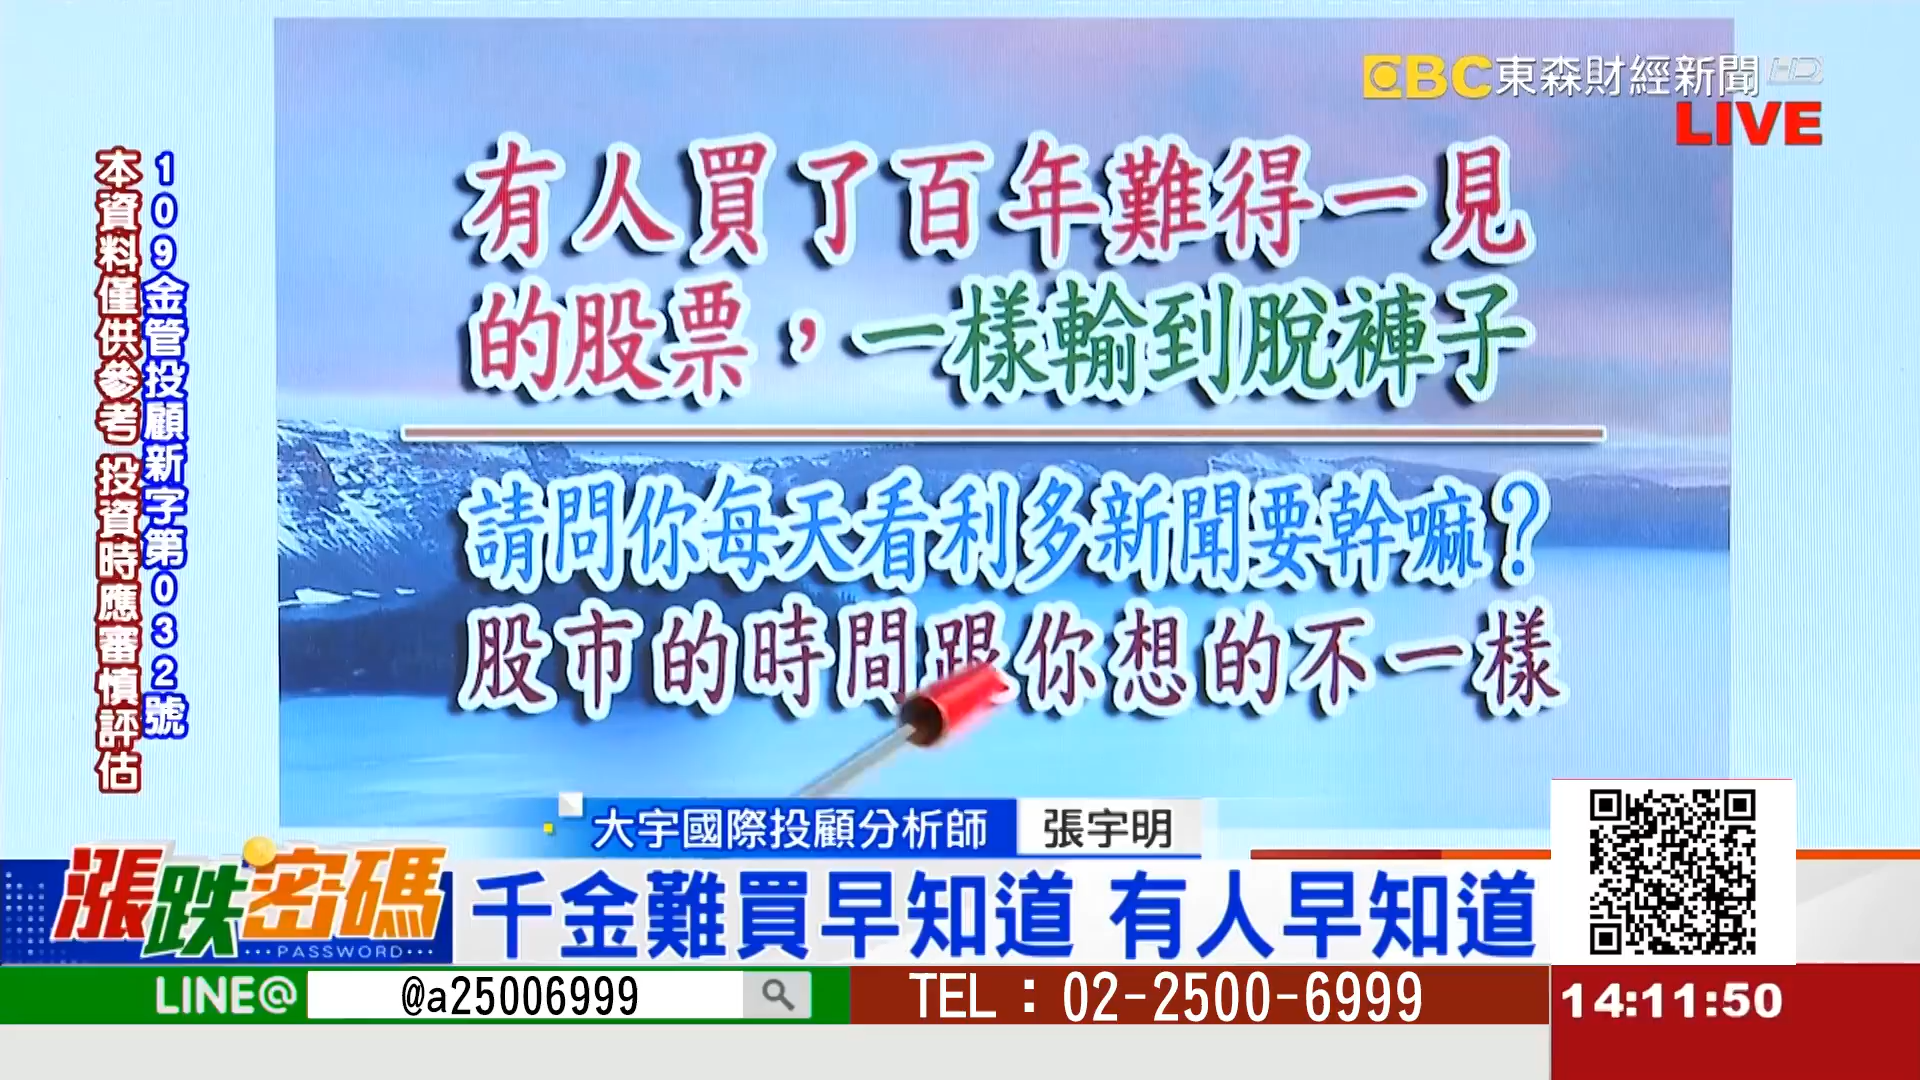 EBC東森財經新聞 HD
LIVE
109金管投顧新字第032號
本資料僅供參考 投資時應審慎評估
有人買了百年難得一見
的股票，一樣輸到脫褲子
請問你每天看利多新聞要幹嘛？
股市的時間跟你想的不一樣
大宇國際投顧分析師 張宇明
漲跌密碼
PASSWORD
千金難買早知道 有人早知道
LINE@ @a25006999
TEL：02-2500-6999
14:11:50